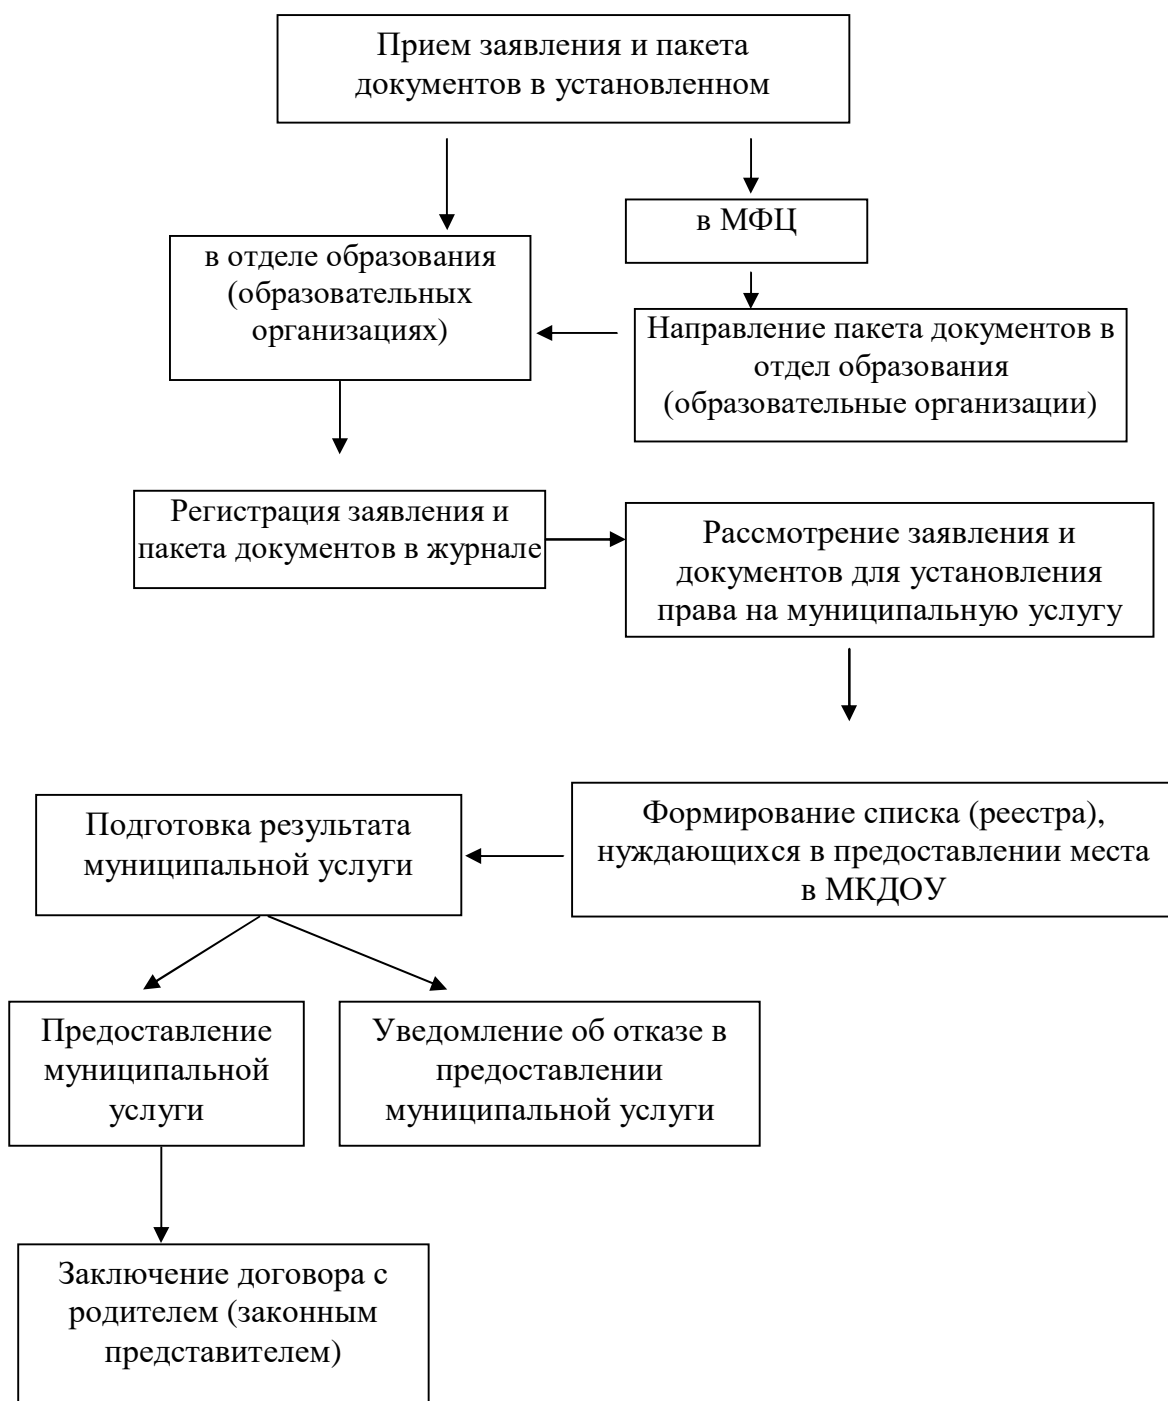 Прием заявления и пакета
документов в установленном
в МФЦ
в отделе образования
(образовательных
организациях)
Направление пакета документов в
отдел образования
(образовательные организации)
Регистрация заявления и
пакета документов в журнале
Рассмотрение заявления и
документов для установления
права на муниципальную услугу
Формирование списка (реестра),
нуждающихся в предоставлении места
в МКДОУ
Подготовка результата
муниципальной услуги
Предоставление
муниципальной
услуги
Уведомление об отказе в
предоставлении
муниципальной услуги
Заключение договора с
родителем (законным
представителем)